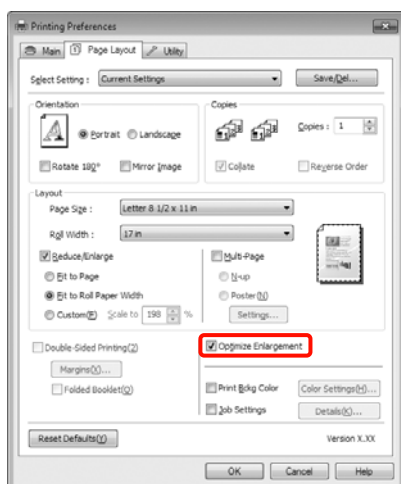 Printing Preferences
Main Page Layout Utility
Select Setting : Current Settings Save/Del...
Orientation
Portrait Landscape
Rotate 180° Mirror Image
Copies
Copies : 1
Collate Reverse Order
Layout
Page Size : Letter 8 1/2 x 11 in
Roll Width : 17 in
Reduce/Enlarge
Fit to Page
Fit to Roll Paper Width
Custom(F) Scale to 198 %
Multi-Page
N-up
Poster(N)
Settings...
Double-Sided Printing(2)
Margins(X)...
Folded Booklet(Q)
Optimize Enlargement
Print Bckg Color Color Settings(H)...
Job Settings Details(K)...
Reset Defaults(Y) Version X.XX
OK Cancel Help